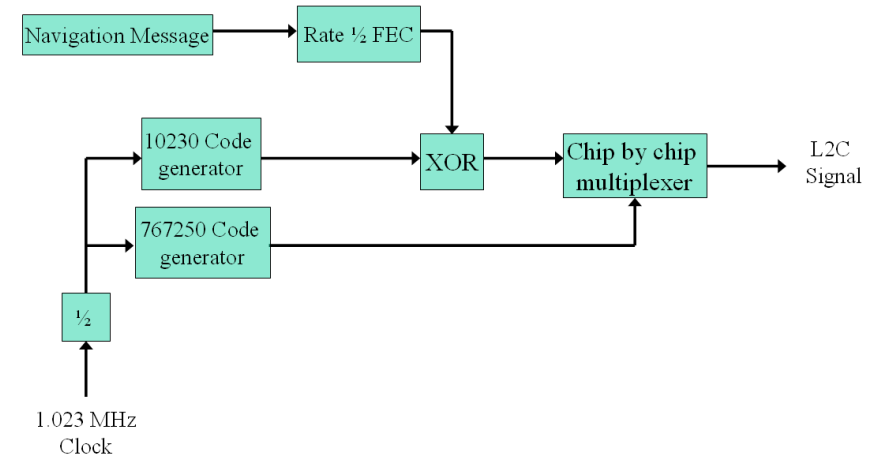 Navigation Message
Rate ½ FEC
10230 Code
generator
XOR
Chip by chip
multiplexer
L2C
Signal
767250 Code
generator
½
1.023 MHz
Clock